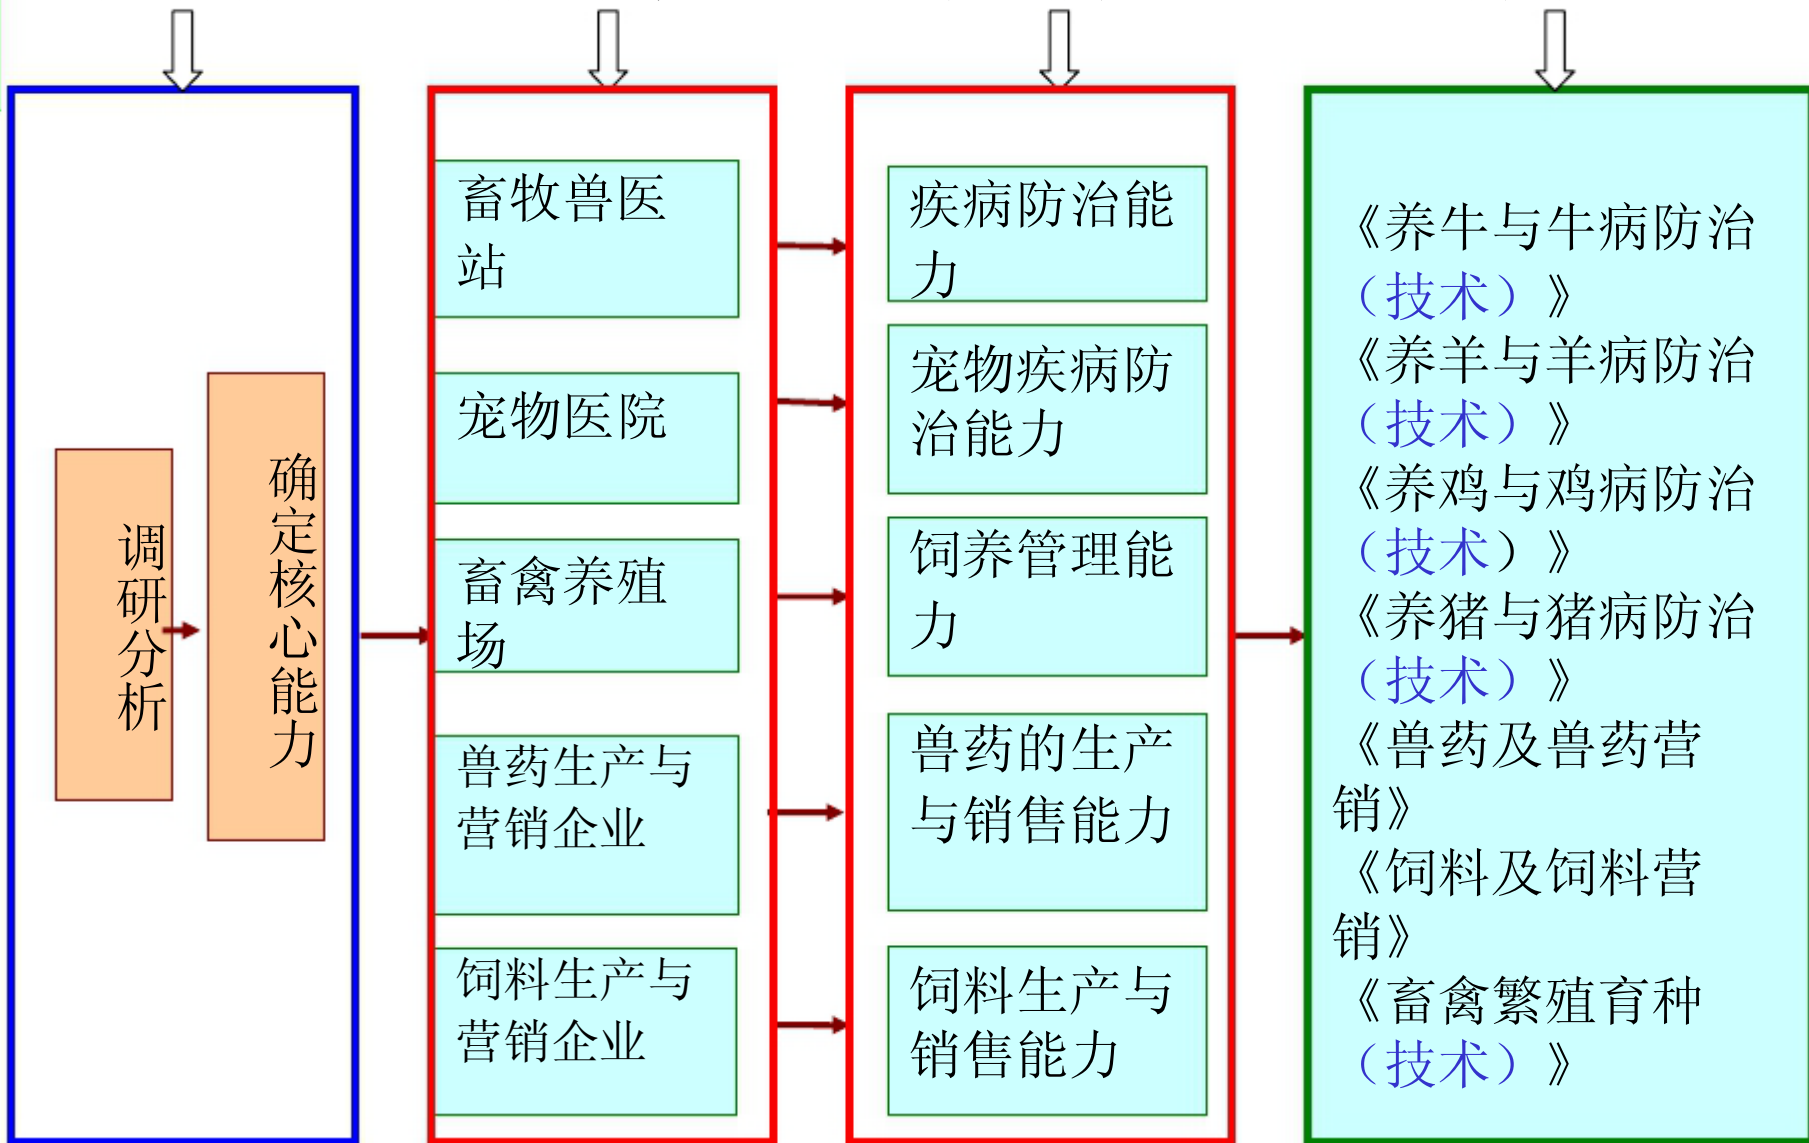 调研分析
确定核心能力
畜牧兽医
站
宠物医院
畜禽养殖
场
兽药生产与
营销企业
饲料生产与
营销企业
疾病防治能
力
宠物疾病防
治能力
饲养管理能
力
兽药的生产
与销售能力
饲料生产与
销售能力
《养牛与牛病防治
（技术）》
《养羊与羊病防治
（技术）》
《养鸡与鸡病防治
（技术）》
《养猪与猪病防治
（技术）》
《兽药及兽药营
销》
《饲料及饲料营
销》
《畜禽繁殖育种
（技术）》